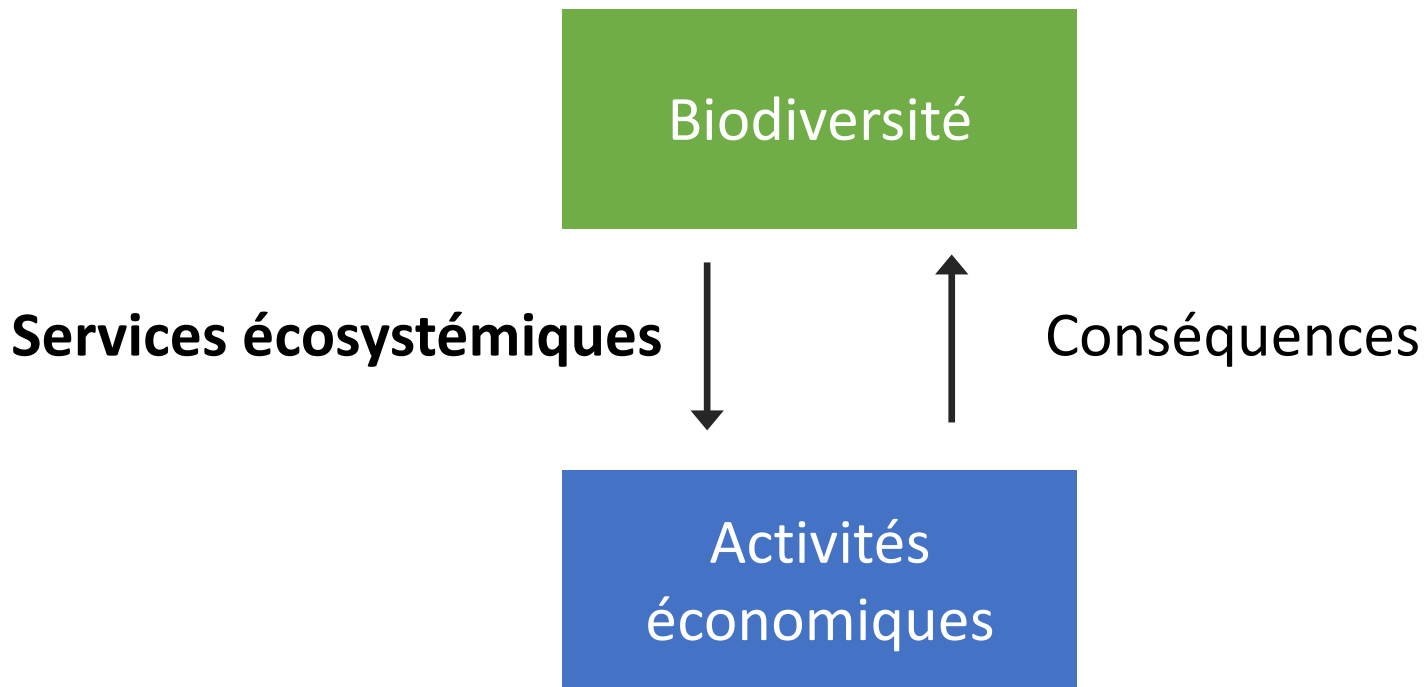 Biodiversité
Services écosystémiques
Conséquences
Activités
économiques